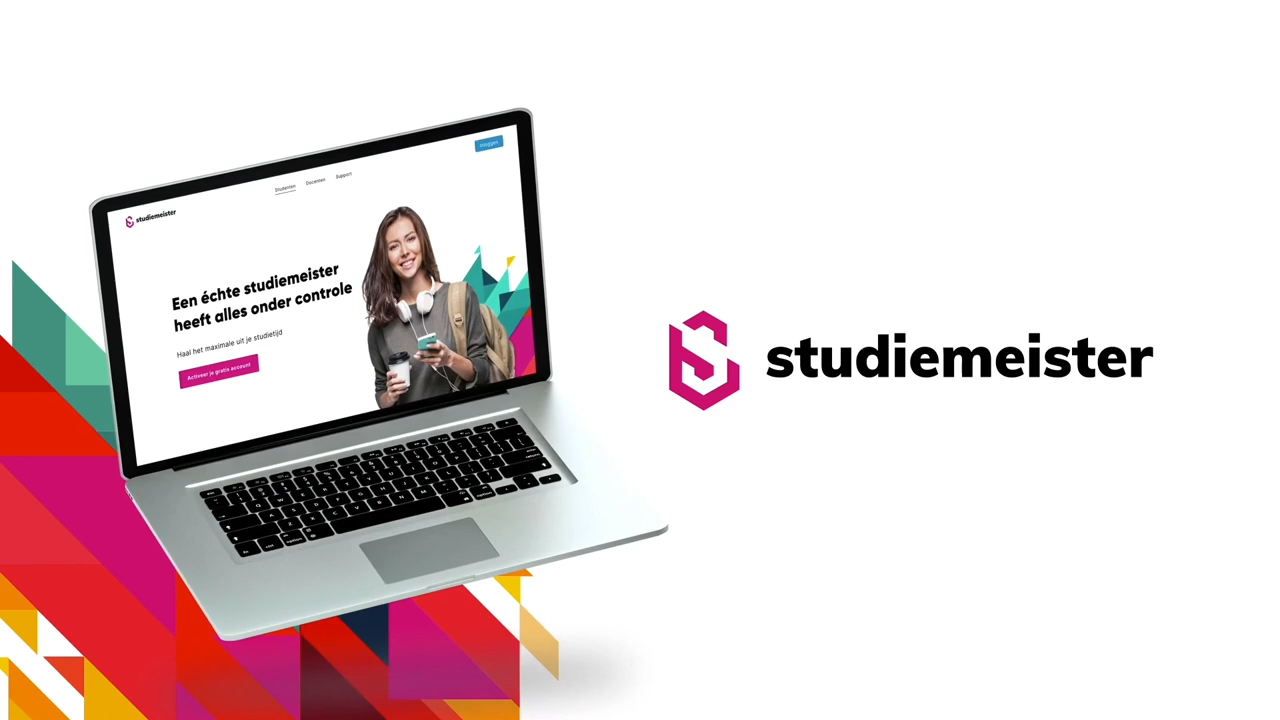 Inloggen
Studenten Docenten Support
studiemeister
Een échte studiemeister
heeft alles onder controle
Haal het maximale uit je studietijd
Activeer je gratis account
studiemeister